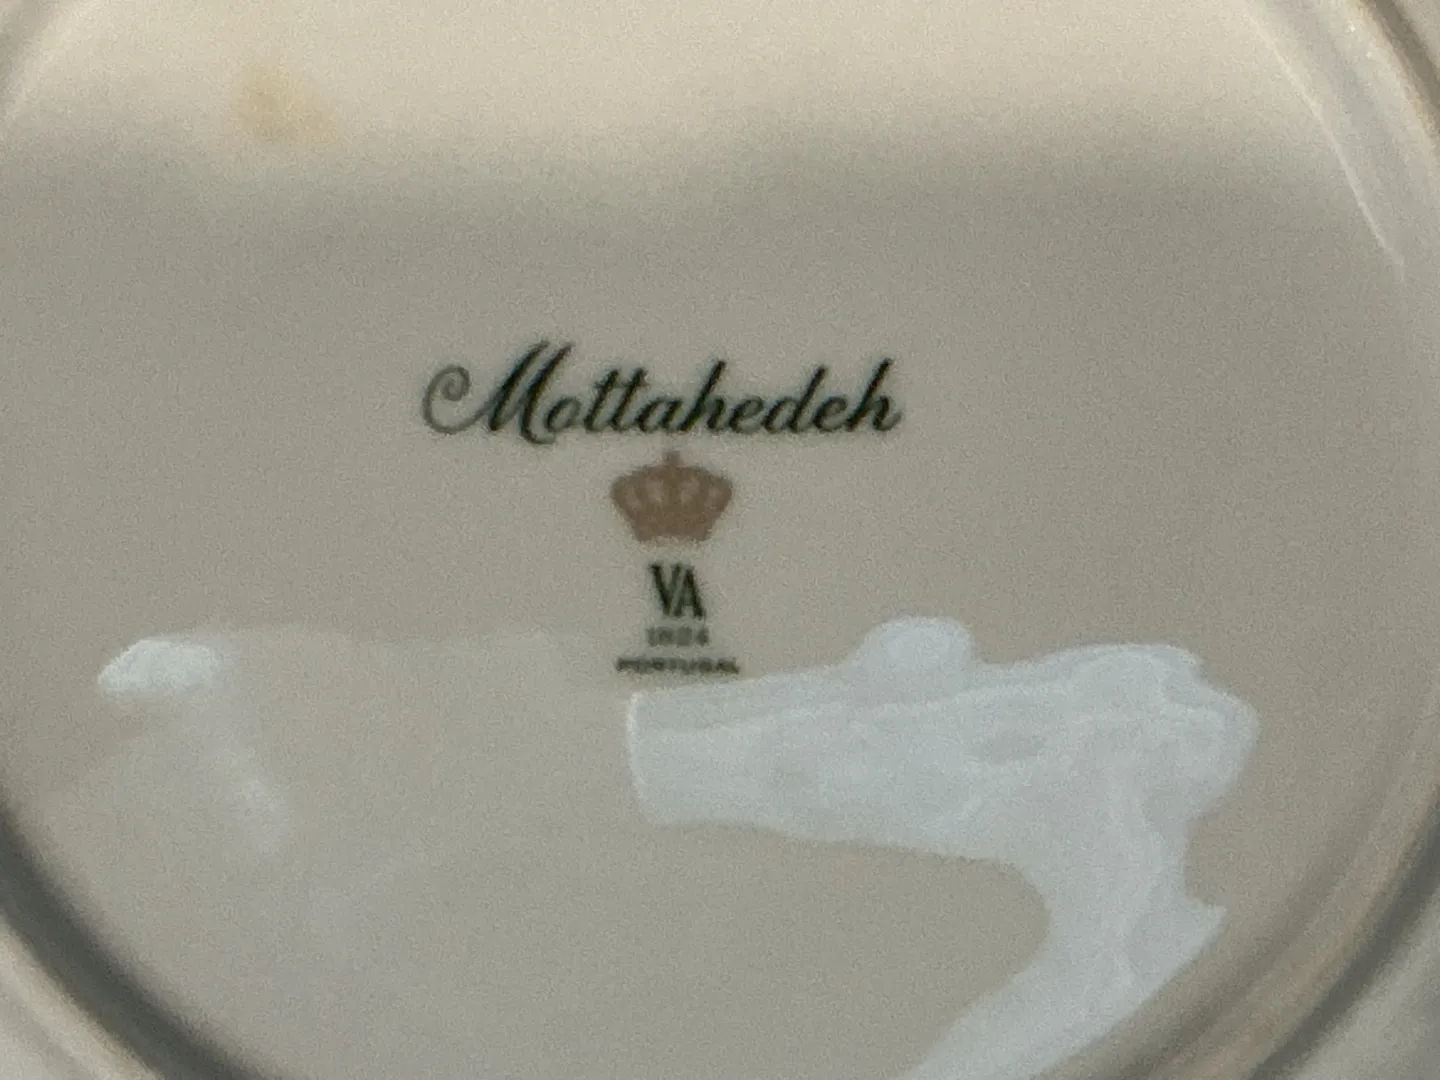 Mottahedeh
VA
1824
PORTUGAL